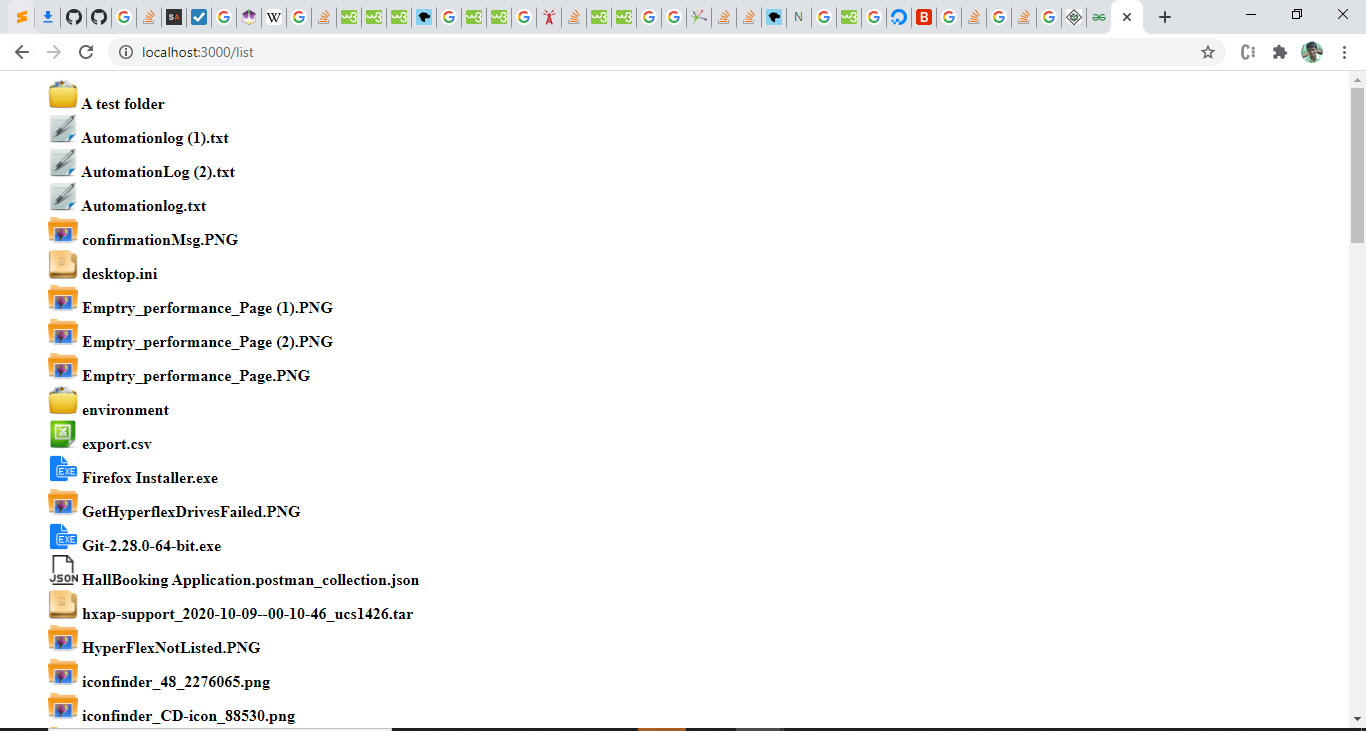 localhost:3000/list
A test folder
Automationlog (1).txt
AutomationLog (2).txt
Automationlog.txt
confirmationMsg.PNG
desktop.ini
Emptry_performance_Page (1).PNG
Emptry_performance_Page (2).PNG
Emptry_performance_Page.PNG
environment
export.csv
EXE Firefox Installer.exe
GetHyperflexDrivesFailed.PNG
EXE Git-2.28.0-64-bit.exe
JSON HallBooking Application.postman_collection.json
hxap-support_2020-10-09--00-10-46_ucs1426.tar
HyperFlexNotListed.PNG
iconfinder_48_2276065.png
iconfinder_CD-icon_88530.png